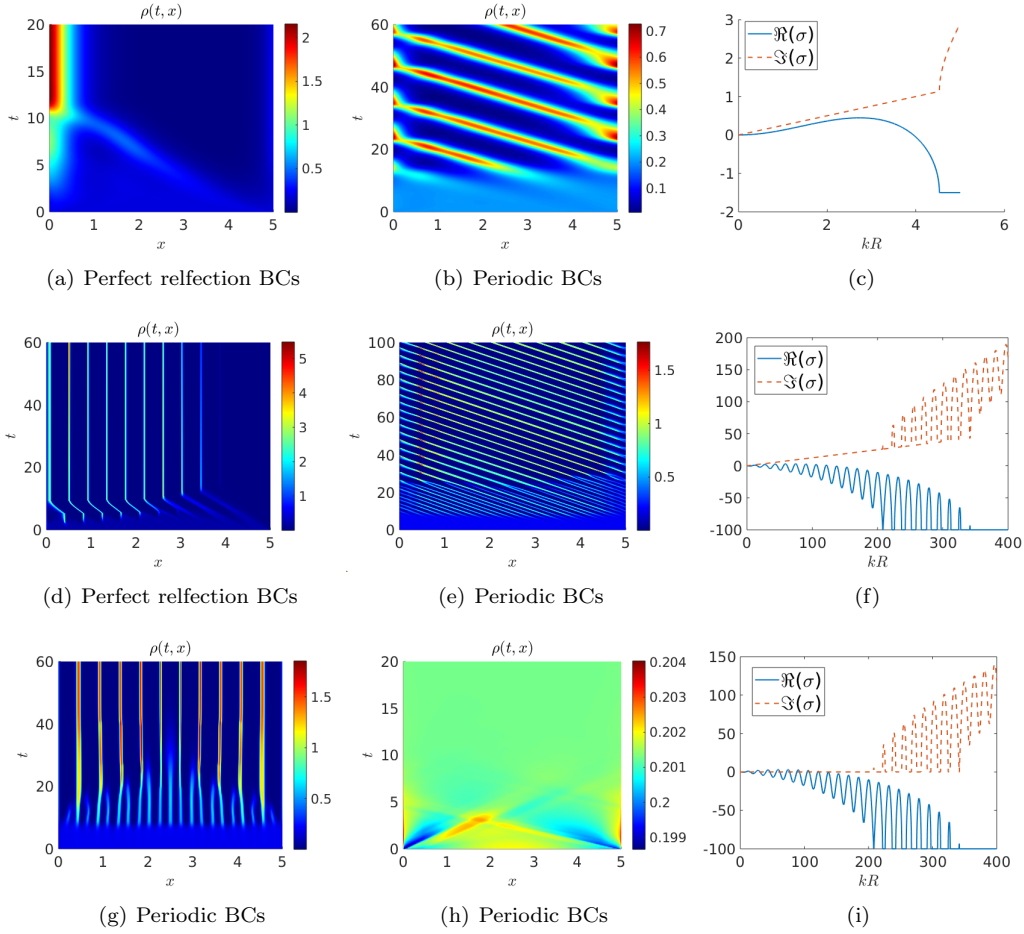 ρ(t, x)
20
15
10
5
0
t
0 1 2 3 4 5
x
2
1.5
1
0.5
(a) Perfect relfection BCs
ρ(t, x)
60
40
20
0
t
0 1 2 3 4 5
x
0.7
0.6
0.5
0.4
0.3
0.2
0.1
(b) Periodic BCs
3
2
1
0
-1
-2
0 2 4 6
kR
ℜ(σ)
ℑ(σ)
(c)
ρ(t, x)
60
40
20
0
t
0 1 2 3 4 5
x
5
4
3
2
1
(d) Perfect relfection BCs
ρ(t, x)
100
80
60
40
20
0
t
0 1 2 3 4 5
x
1.5
1
0.5
(e) Periodic BCs
200
150
100
50
0
-50
-100
0 100 200 300 400
kR
ℜ(σ)
ℑ(σ)
(f)
ρ(t, x)
60
40
20
0
t
0 1 2 3 4 5
x
1.5
1
0.5
(g) Periodic BCs
ρ(t, x)
20
15
10
5
0
t
0 1 2 3 4 5
x
0.204
0.203
0.202
0.201
0.2
0.199
(h) Periodic BCs
150
100
50
0
-50
-100
0 100 200 300 400
kR
ℜ(σ)
ℑ(σ)
(i)